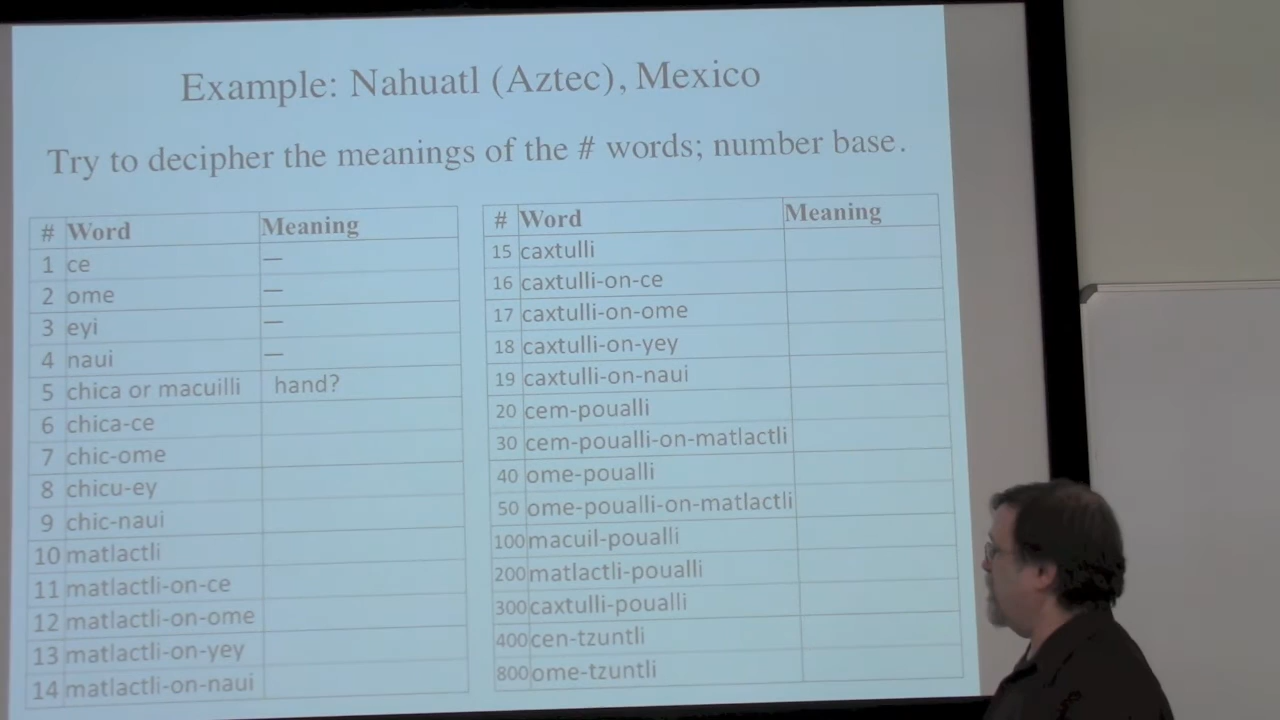 Example: Nahuatl (Aztec), Mexico
Try to decipher the meanings of the # words; number base.
# Word Meaning
1 ce —
2 ome —
3 eyi —
4 naui —
5 chica or macuilli hand?
6 chica-ce
7 chic-ome
8 chicu-ey
9 chic-naui
10 matlactli
11 matlactli-on-ce
12 matlactli-on-ome
13 matlactli-on-yey
14 matlactli-on-naui
# Word Meaning
15 caxtulli
16 caxtulli-on-ce
17 caxtulli-on-ome
18 caxtulli-on-yey
19 caxtulli-on-naui
20 cem-poualli
30 cem-poualli-on-matlactli
40 ome-poualli
50 ome-poualli-on-matlactli
100 macuil-poualli
200 matlactli-poualli
300 caxtulli-poualli
400 cen-tzuntli
800 ome-tzuntli